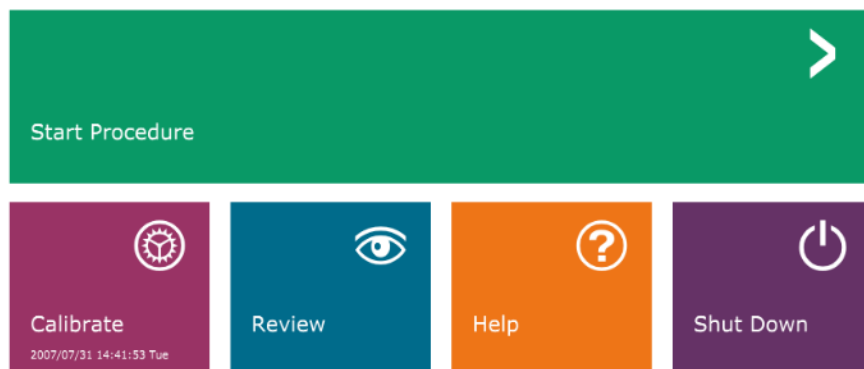 Start Procedure
Calibrate
2007/07/31 14:41:53 Tue
Review
Help
Shut Down